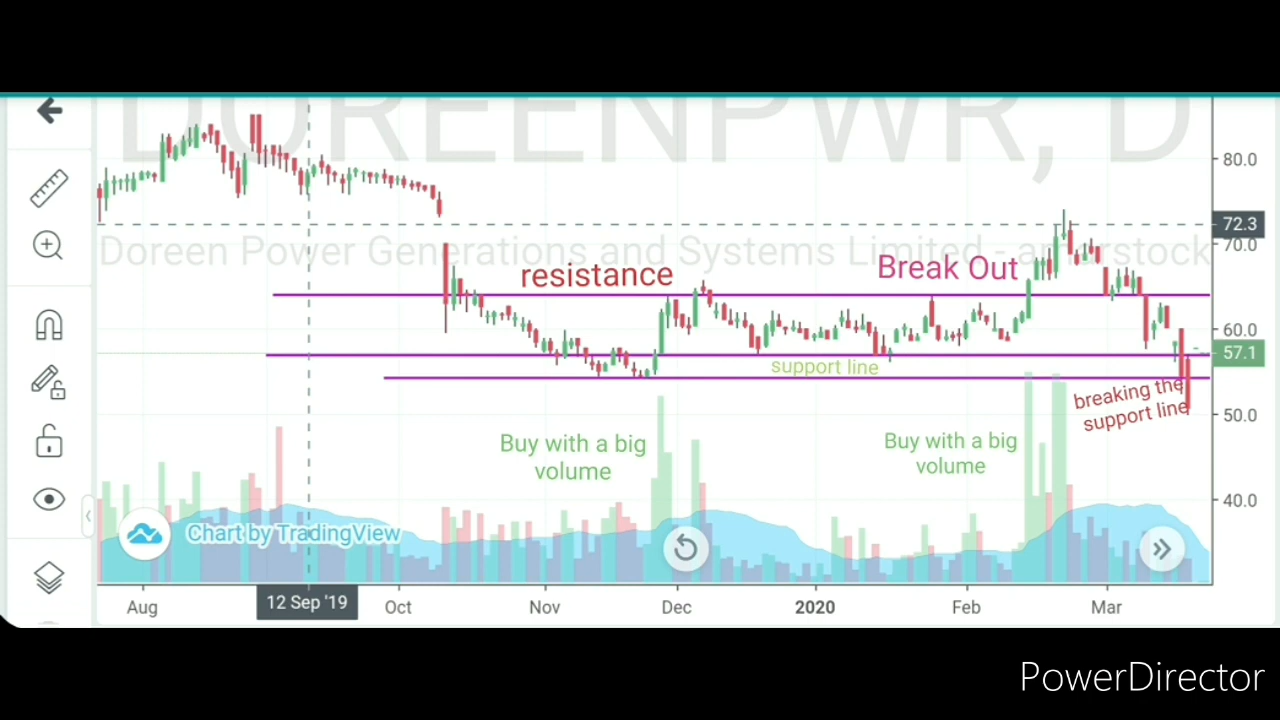 DOREENPWR, D
80.0
72.3
Doreen Power Generations and Systems Limited - amarstock
70.0
resistance
Break Out
60.0
57.1
support line
breaking the
support line
50.0
Buy with a big
volume
Buy with a big
volume
40.0
Chart by TradingView
Aug
12 Sep '19
Oct
Nov
Dec
2020
Feb
Mar
PowerDirector